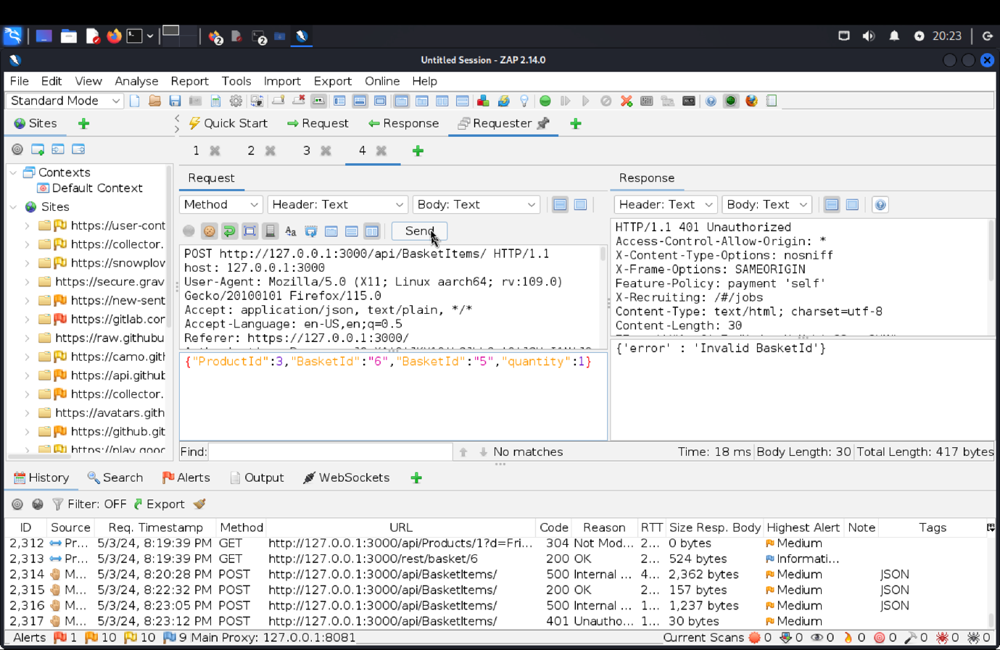 2
2
20:23
Untitled Session - ZAP 2.14.0
File Edit View Analyse Report Tools Import Export Online Help
Standard Mode
Sites
Quick Start Request Response Requester
1 2 3 4
Contexts
Default Context
Sites
https://user-cont
https://collector.
https://snowplov
https://secure.grav
https://new-sent
https://gitlab.cor
https://raw.githubu
https://camo.gitl
https://api.github
https://collector.
https://avatars.gith
https://github.git
https://play.goog
Request
Method Header: Text Body: Text
Send
POST http://127.0.0.1:3000/api/BasketItems/ HTTP/1.1
host: 127.0.0.1:3000
User-Agent: Mozilla/5.0 (X11; Linux aarch64; rv:109.0)
Gecko/20100101 Firefox/115.0
Accept: application/json, text/plain, */*
Accept-Language: en-US,en;q=0.5
Referer: https://127.0.0.1:3000/
{"ProductId":3,"BasketId":"6","BasketId":"5","quantity":1}
Response
Header: Text Body: Text
HTTP/1.1 401 Unauthorized
Access-Control-Allow-Origin: *
X-Content-Type-Options: nosniff
X-Frame-Options: SAMEORIGIN
Feature-Policy: payment 'self'
X-Recruiting: /#/jobs
Content-Type: text/html; charset=utf-8
Content-Length: 30
{'error' : 'Invalid BasketId'}
Find: No matches Time: 18 ms Body Length: 30 Total Length: 417 bytes
History Search Alerts Output WebSockets
Filter: OFF Export
ID Source Req. Timestamp Method URL Code Reason RTT Size Resp. Body Highest Alert Note Tags
2,312 Pr... 5/3/24, 8:19:39 PM GET http://127.0.0.1:3000/api/Products/1?d=Fri... 304 Not Mod... 2... 0 bytes Medium
2,313 Pr... 5/3/24, 8:19:39 PM GET http://127.0.0.1:3000/rest/basket/6 200 OK 2... 524 bytes Informati...
2,314 M... 5/3/24, 8:20:28 PM POST http://127.0.0.1:3000/api/BasketItems/ 500 Internal ... 4... 2,362 bytes Medium JSON
2,315 M... 5/3/24, 8:22:32 PM POST http://127.0.0.1:3000/api/BasketItems/ 200 OK 2... 157 bytes Medium JSON
2,316 M... 5/3/24, 8:23:05 PM POST http://127.0.0.1:3000/api/BasketItems/ 500 Internal ... 1... 1,237 bytes Medium JSON
2,317 M... 5/3/24, 8:23:12 PM POST http://127.0.0.1:3000/api/BasketItems/ 401 Unautho... 1... 30 bytes Medium
Alerts 1 10 10 9 Main Proxy: 127.0.0.1:8081 Current Scans 0 0 0 0 0 0 0 0